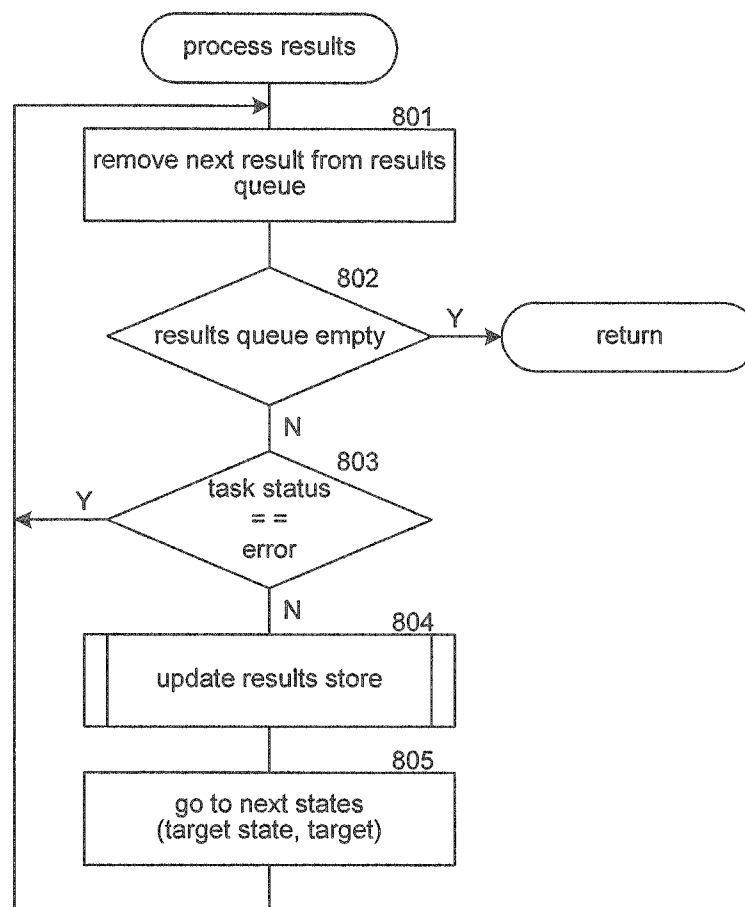 process results
801
remove next result from results
queue
802
results queue empty
Y
return
N
803
task status
= =
error
Y
N
804
update results store
805
go to next states
(target state, target)